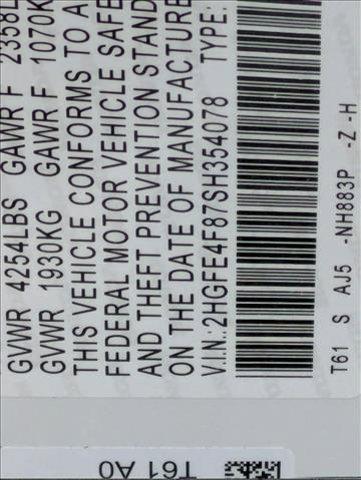 GVWR 4254LBS GAWR F 2358L
GVWR 1930KG GAWR F 1070K
THIS VEHICLE CONFORMS TO A
FEDERAL MOTOR VEHICLE SAFE
AND THEFT PREVENTION STAND
ON THE DATE OF MANUFACTURE
V.I.N.:2HGFE4F87SH354078 TYPE:
T61 S AJ5 -NH883P -Z -H
T61 A0